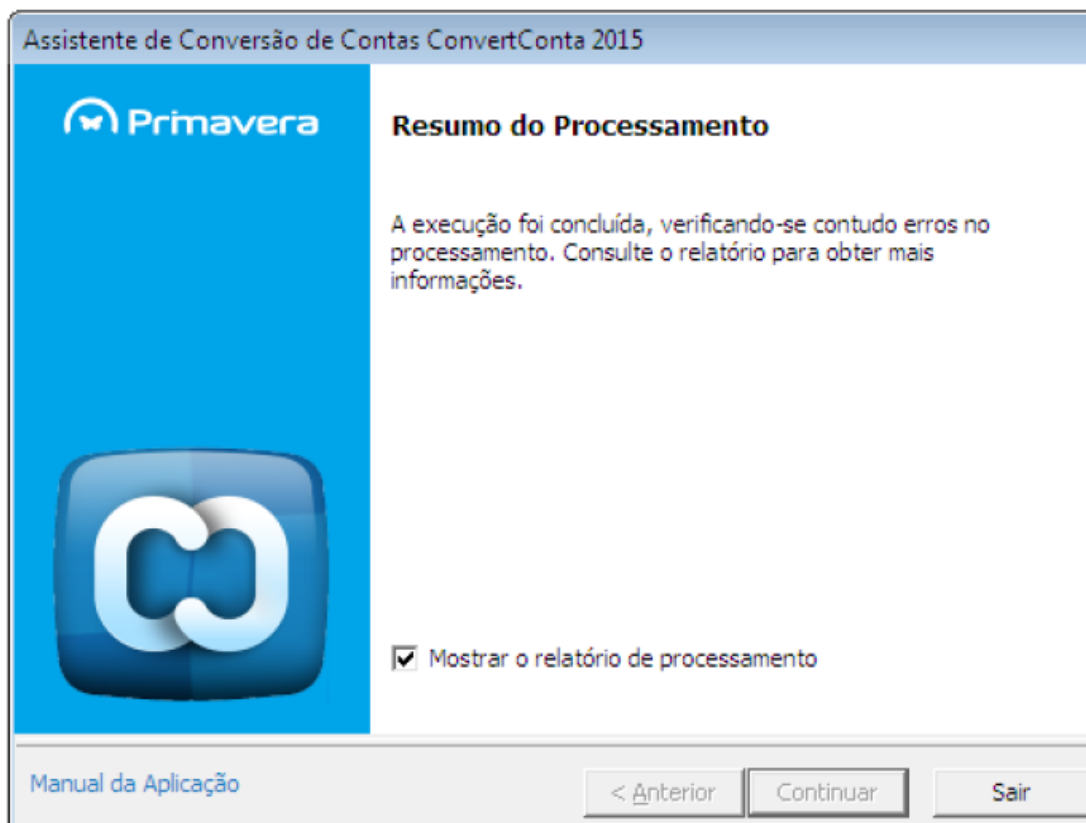 Assistente de Conversão de Contas ConvertConta 2015
Primavera
Resumo do Processamento
A execução foi concluída, verificando-se contudo erros no
processamento. Consulte o relatório para obter mais
informações.
Mostrar o relatório de processamento
Manual da Aplicação
< Anterior
Continuar
Sair